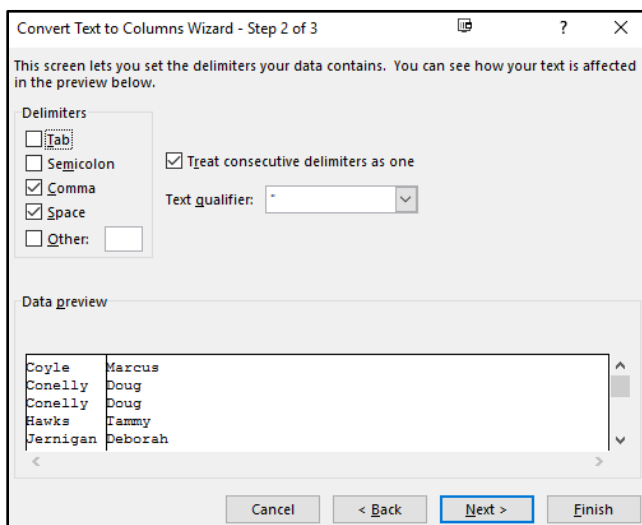 Convert Text to Columns Wizard - Step 2 of 3
?
This screen lets you set the delimiters your data contains. You can see how your text is affected
in the preview below.
Delimiters
Tab
Semicolon
Comma
Space
Other:
Treat consecutive delimiters as one
Text qualifier: "
Data preview
Coyle Marcus
Conelly Doug
Conelly Doug
Hawks Tammy
Jernigan Deborah
Cancel < Back Next > Finish